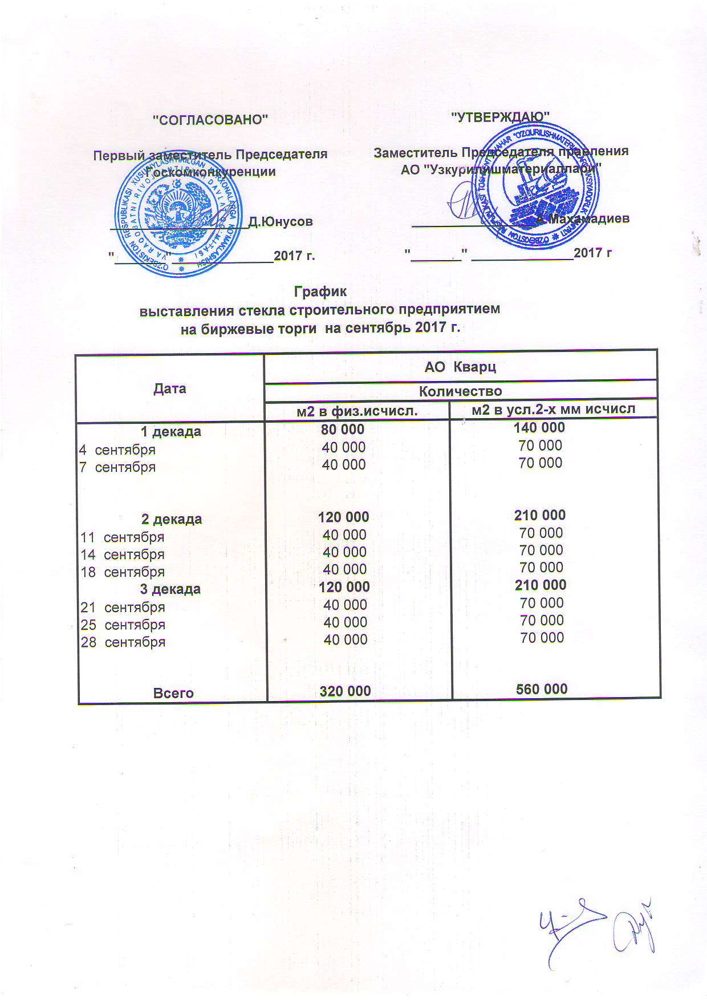 "СОГЛАСОВАНО"
Первый заместитель Председателя
Госкомконкуренции
Д.Юнусов
"_______" ______________2017 г.
"УТВЕРЖДАЮ"
Заместитель Председателя правления
АО "Узкурилишматериаллари"
А.Махамадиев
"_______" ______________2017 г
График
выставления стекла строительного предприятием
на биржевые торги на сентябрь 2017 г.
Дата
АО Кварц
Количество
м2 в физ.исчисл. м2 в усл.2-х мм исчисл
1 декада 80 000 140 000
4 сентября 40 000 70 000
7 сентября 40 000 70 000
2 декада 120 000 210 000
11 сентября 40 000 70 000
14 сентября 40 000 70 000
18 сентября 40 000 70 000
3 декада 120 000 210 000
21 сентября 40 000 70 000
25 сентября 40 000 70 000
28 сентября 40 000 70 000
Всего 320 000 560 000